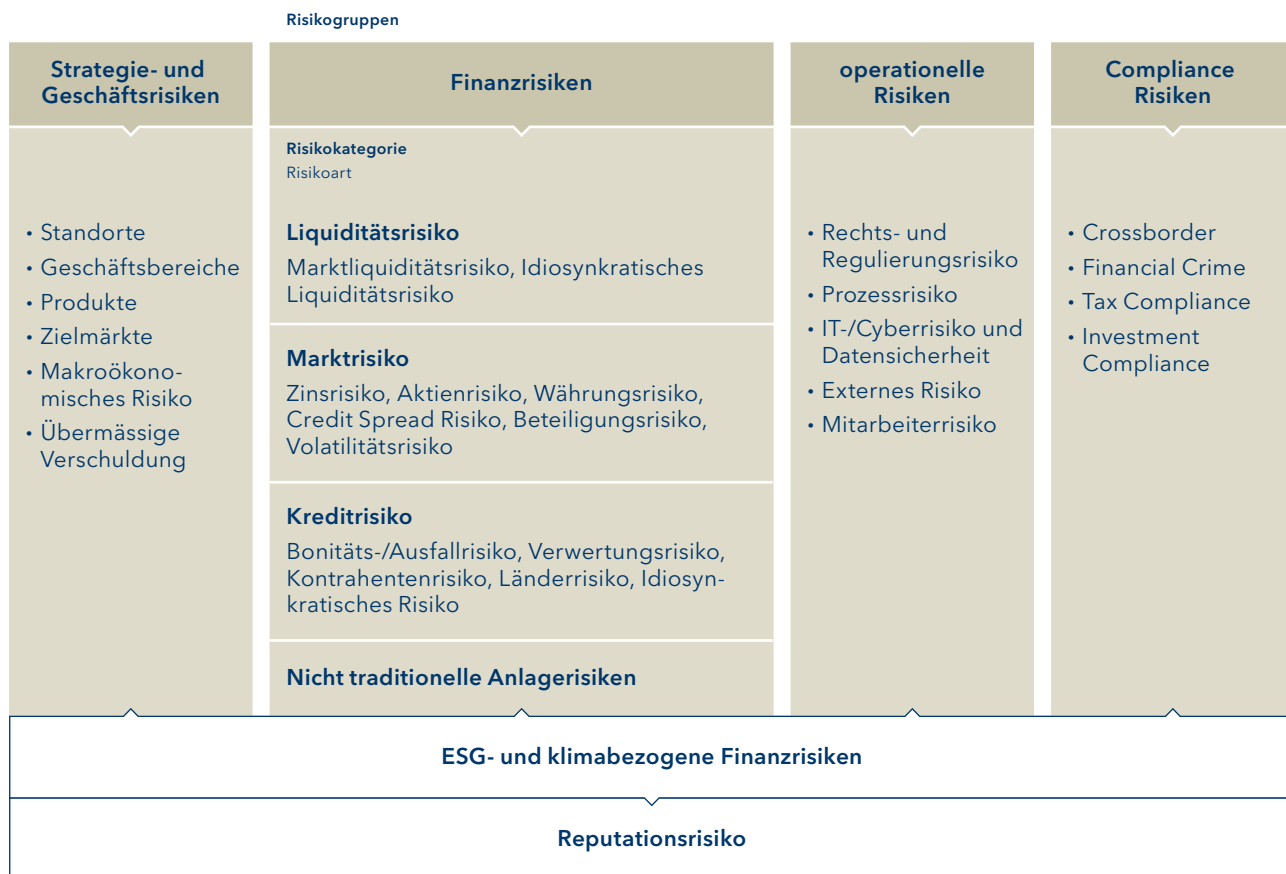 Risikogruppen
Strategie- und
Geschäftsrisiken
• Standorte
• Geschäftsbereiche
• Produkte
• Zielmärkte
• Makroökono-
misches Risiko
• Übermässige
Verschuldung
Finanzrisiken
Risikokategorie
Risikoart
Liquiditätsrisiko
Marktliquiditätsrisiko, Idiosynkratisches
Liquiditätsrisiko
Marktrisiko
Zinsrisiko, Aktienrisiko, Währungsrisiko,
Credit Spread Risiko, Beteiligungsrisiko,
Volatilitätsrisiko
Kreditrisiko
Bonitäts-/Ausfallrisiko, Verwertungsrisiko,
Kontrahentenrisiko, Länderrisiko, Idiosyn-
kratisches Risiko
Nicht traditionelle Anlagerisiken
operationelle
Risiken
• Rechts- und
Regulierungsrisiko
• Prozessrisiko
• IT-/Cyberrisiko und
Datensicherheit
• Externes Risiko
• Mitarbeiterrisiko
Compliance
Risiken
• Crossborder
• Financial Crime
• Tax Compliance
• Investment
Compliance
ESG- und klimabezogene Finanzrisiken
Reputationsrisiko